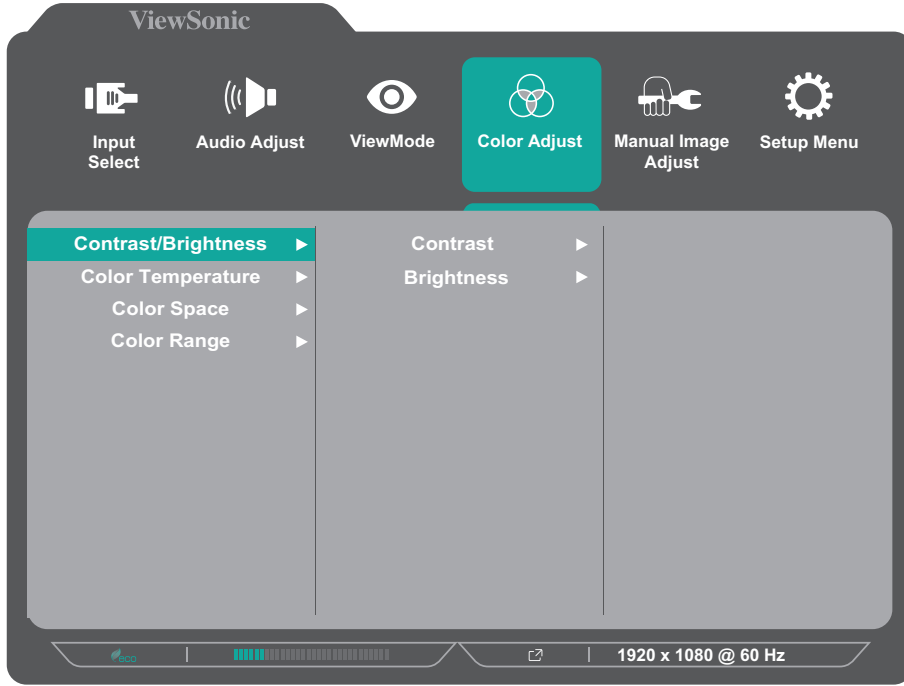 ViewSonic
Input
Select
Audio Adjust
ViewMode
Color Adjust
Manual Image
Adjust
Setup Menu
Contrast/Brightness
Color Temperature
Color Space
Color Range
Contrast
Brightness
eco
1920 x 1080 @ 60 Hz